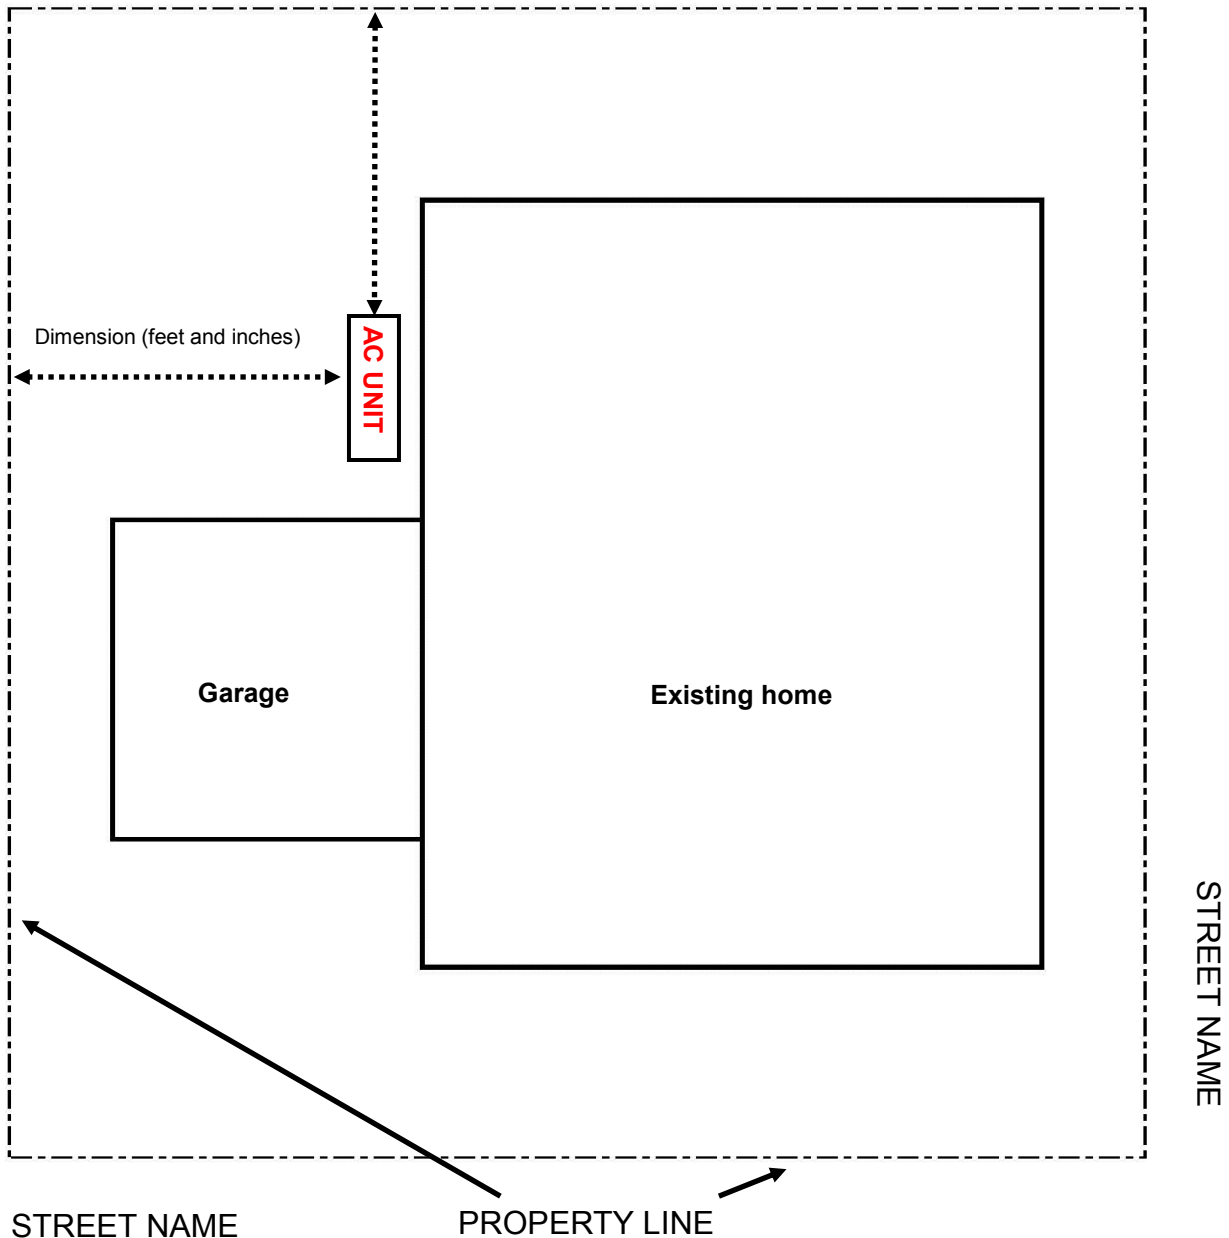 Dimension (feet and inches)
AC UNIT
Garage
Existing home
STREET NAME
PROPERTY LINE
STREET NAME